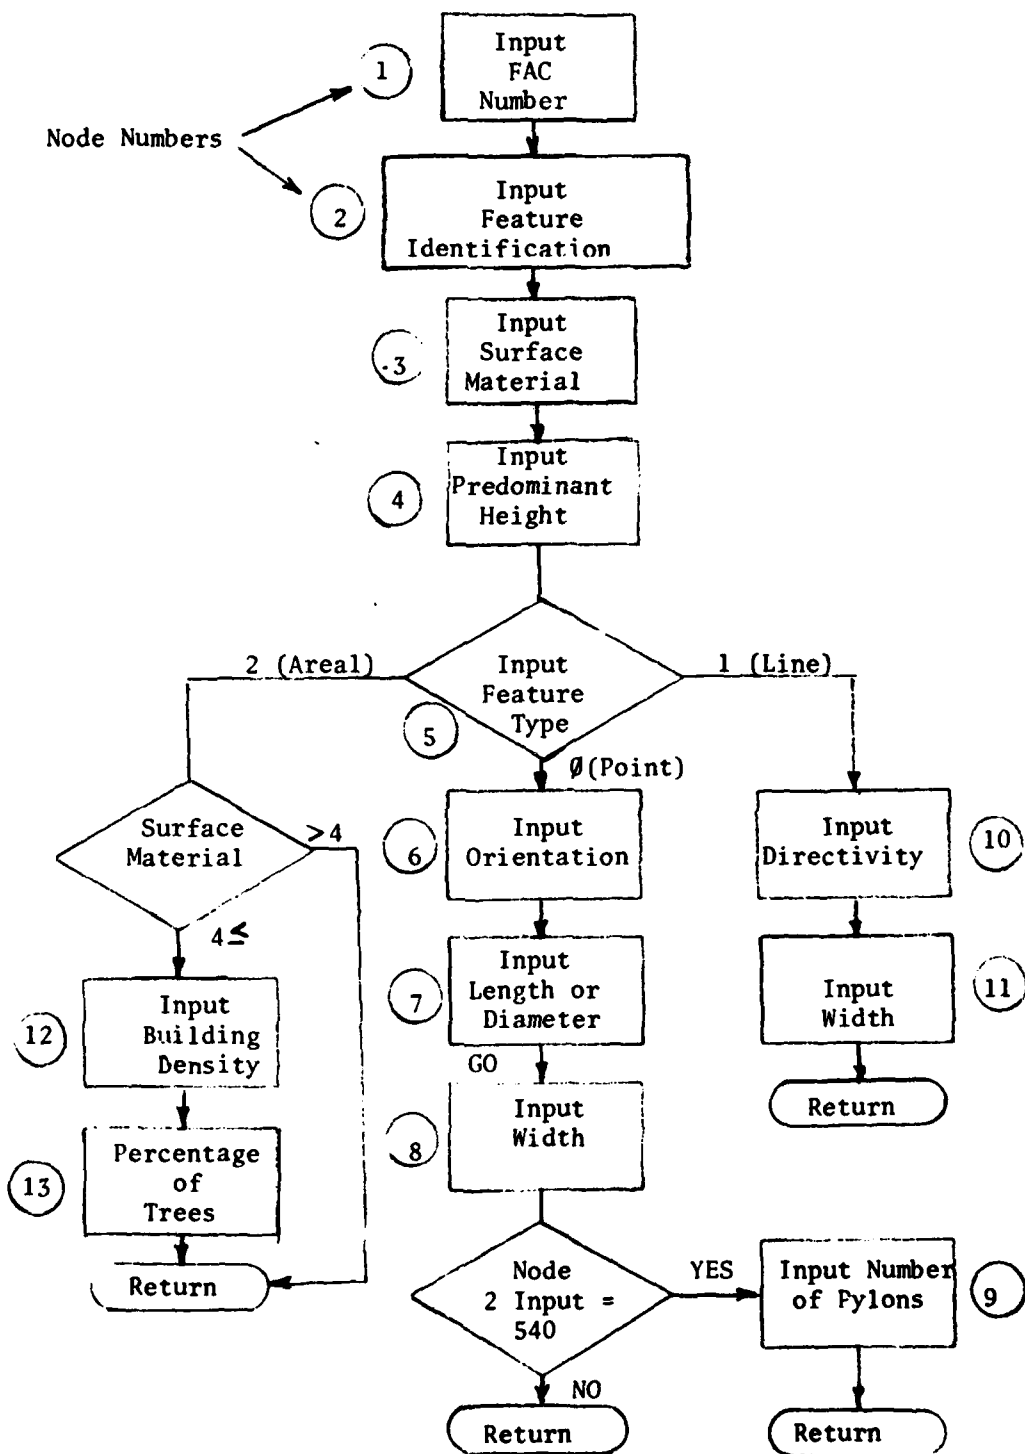 Input
FAC
Number
1
Node Numbers
2
Input
Feature
Identification
.3
Input
Surface
Material
4
Input
Predominant
Height
2 (Areal)
Input
Feature
Type
1 (Line)
5
Ø(Point)
Surface
Material
>4
4≤
6
Input
Orientation
Input
Directivity
10
12
Input
Building
Density
7
Input
Length or
Diameter
GO
Input
Width
11
Return
13
Percentage
of
Trees
8
Input
Width
Return
Node
2 Input =
540
YES
Input Number
of Pylons
9
NO
Return
Return